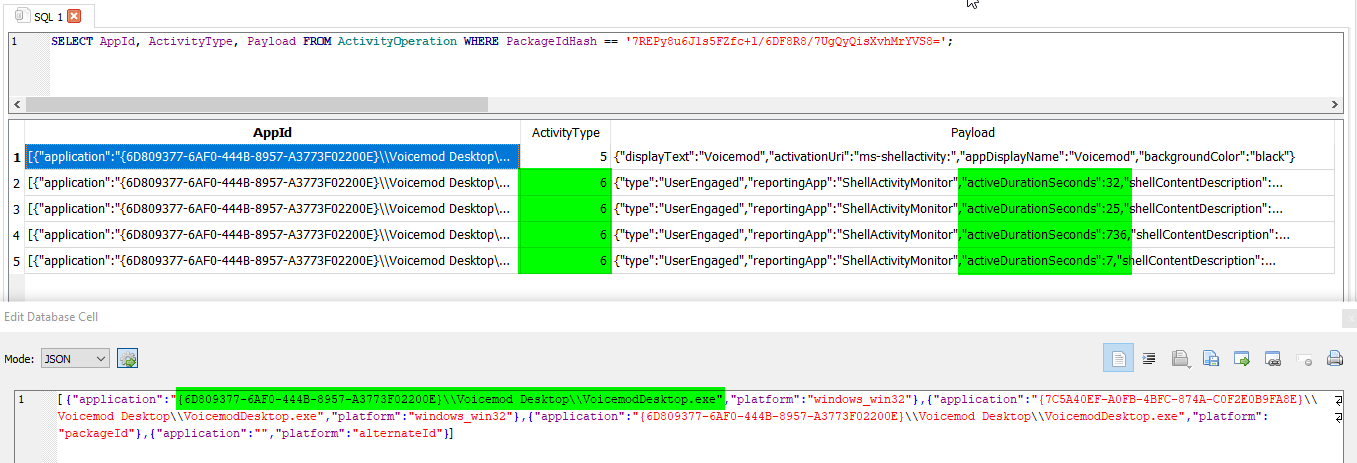 SQL 1
1 SELECT AppId, ActivityType, Payload FROM ActivityOperation WHERE PackageIdHash == '7REPy8u6Jls5FZfc+l/6DF8R8/7UgQyQisXvhMrYVS8=';
AppId ActivityType Payload
1 [{"application":"{6D809377-6AF0-444B-8957-A3773F02200E}\\Voicemod Desktop\... 5 {"displayText":"Voicemod","activationUri":"ms-shellactivity:","appDisplayName":"Voicemod","backgroundColor":"black"}
2 [{"application":"{6D809377-6AF0-444B-8957-A3773F02200E}\\Voicemod Desktop\... 6 {"type":"UserEngaged","reportingApp":"ShellActivityMonitor","activeDurationSeconds":32,"shellContentDescription":...
3 [{"application":"{6D809377-6AF0-444B-8957-A3773F02200E}\\Voicemod Desktop\... 6 {"type":"UserEngaged","reportingApp":"ShellActivityMonitor","activeDurationSeconds":25,"shellContentDescription":...
4 [{"application":"{6D809377-6AF0-444B-8957-A3773F02200E}\\Voicemod Desktop\... 6 {"type":"UserEngaged","reportingApp":"ShellActivityMonitor","activeDurationSeconds":736,"shellContentDescription":...
5 [{"application":"{6D809377-6AF0-444B-8957-A3773F02200E}\\Voicemod Desktop\... 6 {"type":"UserEngaged","reportingApp":"ShellActivityMonitor","activeDurationSeconds":7,"shellContentDescription":...
Edit Database Cell
Mode: JSON
1 [{"application":"{6D809377-6AF0-444B-8957-A3773F02200E}\\Voicemod Desktop\\VoicemodDesktop.exe","platform":"windows_win32"},{"application":"{7C5A40EF-A0FB-4BFC-874A-C0F2E0B9FA8E}\\
Voicemod Desktop\\VoicemodDesktop.exe","platform":"windows_win32"},{"application":"{6D809377-6AF0-444B-8957-A3773F02200E}\\Voicemod Desktop\\VoicemodDesktop.exe","platform":
"packageId"},{"application":"","platform":"alternateId"}]